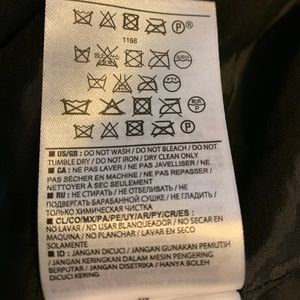 1166
■ US/GB : DO NOT WASH / DO NOT BLEACH / DO NOT
TUMBLE DRY / DO NOT IRON / DRY CLEAN ONLY
■ CA : NE PAS LAVER / NE PAS JAVELLISER / NE
PAS SÉCHER EN MACHINE / NE PAS REPASSER /
NETTOYER À SEC SEULEMENT
■ RU : НЕ СТИРАТЬ / НЕ ОТБЕЛИВАТЬ / НЕ
ПОДВЕРГАТЬ БАРАБАННОЙ СУШКЕ / НЕ ГЛАДИТЬ /
ТОЛЬКО ХИМИЧЕСКАЯ ЧИСТКА
■ CL/CO/MX/PA/PE/UY/AR/PY/CR/ES :
NO LAVAR / NO USAR BLANQUEADOR / NO SECAR EN
MAQUINA / NO PLANCHAR / LAVAR EN SECO
SOLAMENTE
■ ID : JANGAN DICUCI / JANGAN GUNAKAN PEMUTIH
/ JANGAN KERINGKAN DALAM MESIN PENGERING
BERPUTAR / JANGAN DISETRIKA / HANYA BOLEH
DICUCI KERING